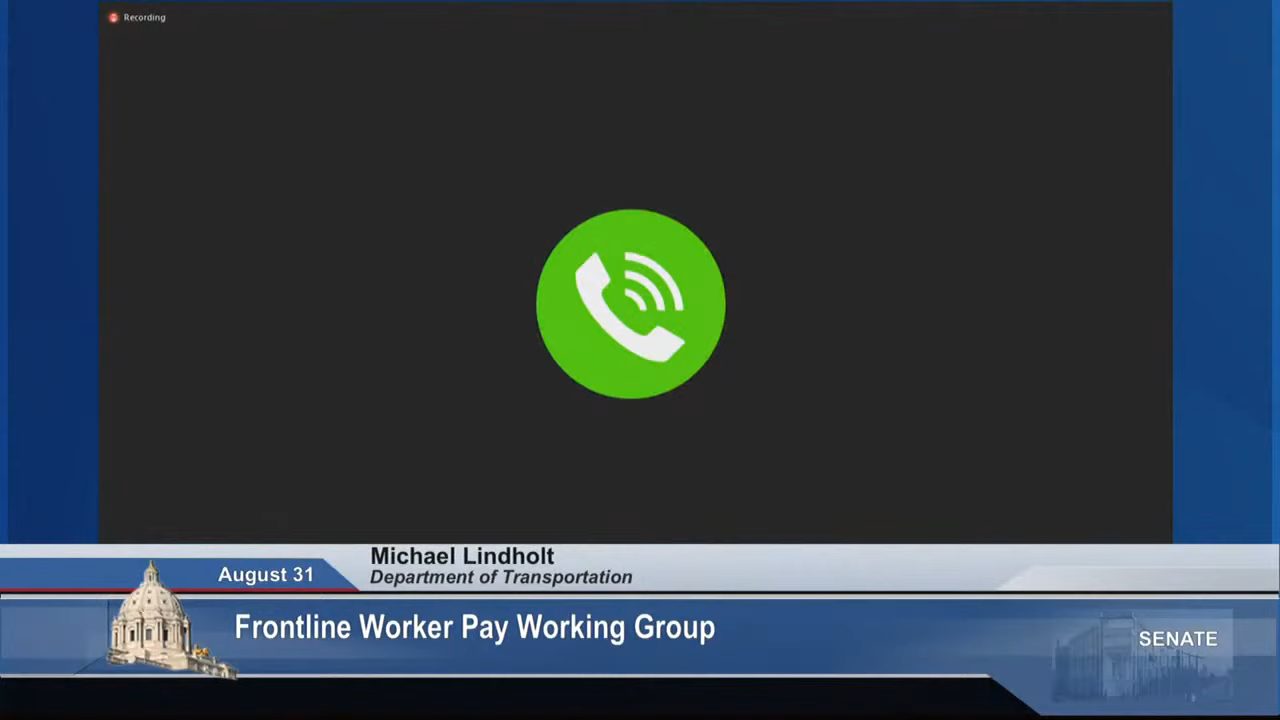 Recording
Michael Lindholt
Department of Transportation
August 31
Frontline Worker Pay Working Group
SENATE